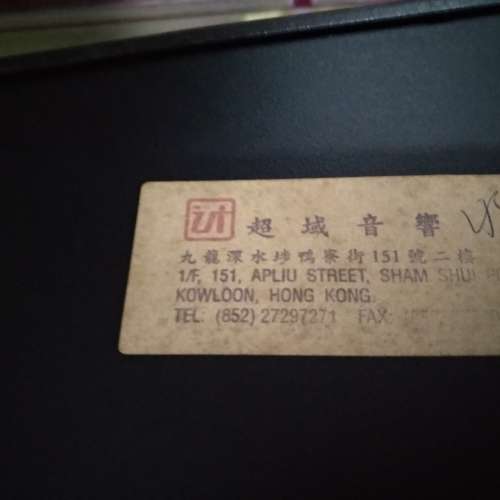 超域音響
九龍深水埗鴨寮街151號二樓
1/F, 151, APLIU STREET, SHAM SHUI
KOWLOON, HONG KONG.
TEL: (852) 27297271 FAX: